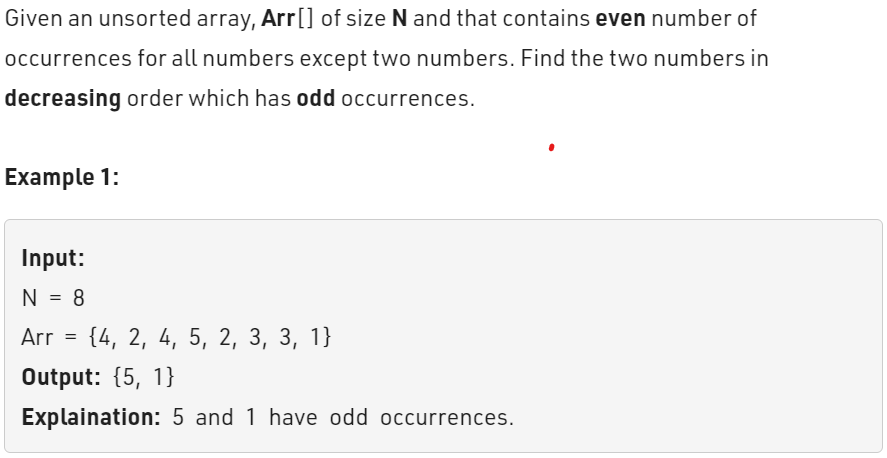 Given an unsorted array, Arr[] of size N and that contains even number of
occurrences for all numbers except two numbers. Find the two numbers in
decreasing order which has odd occurrences.
Example 1:
Input:
N = 8
Arr = {4, 2, 4, 5, 2, 3, 3, 1}
Output: {5, 1}
Explaination: 5 and 1 have odd occurrences.